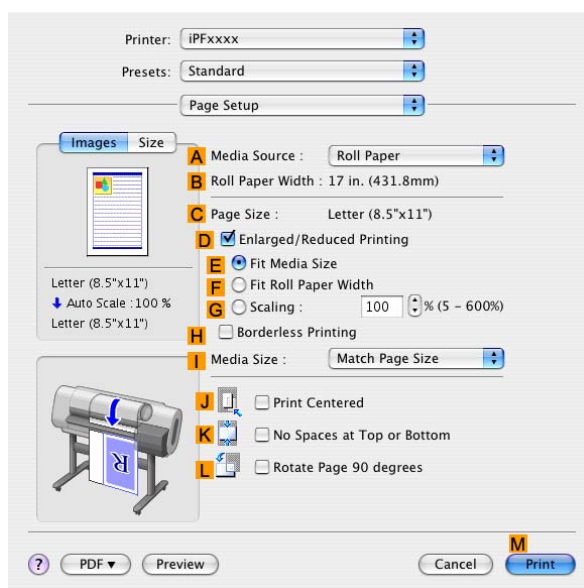 Printer: iPFxxxx
Presets: Standard
Page Setup
Images Size
A Media Source : Roll Paper
B Roll Paper Width : 17 in. (431.8mm)
C Page Size : Letter (8.5"x11")
D Enlarged/Reduced Printing
E Fit Media Size
F Fit Roll Paper Width
G Scaling : 100 % (5 - 600%)
H Borderless Printing
I Media Size : Match Page Size
J Print Centered
K No Spaces at Top or Bottom
L Rotate Page 90 degrees
Letter (8.5"x11")
Auto Scale :100 %
Letter (8.5"x11")
R
M
? PDF▼ Preview Cancel Print